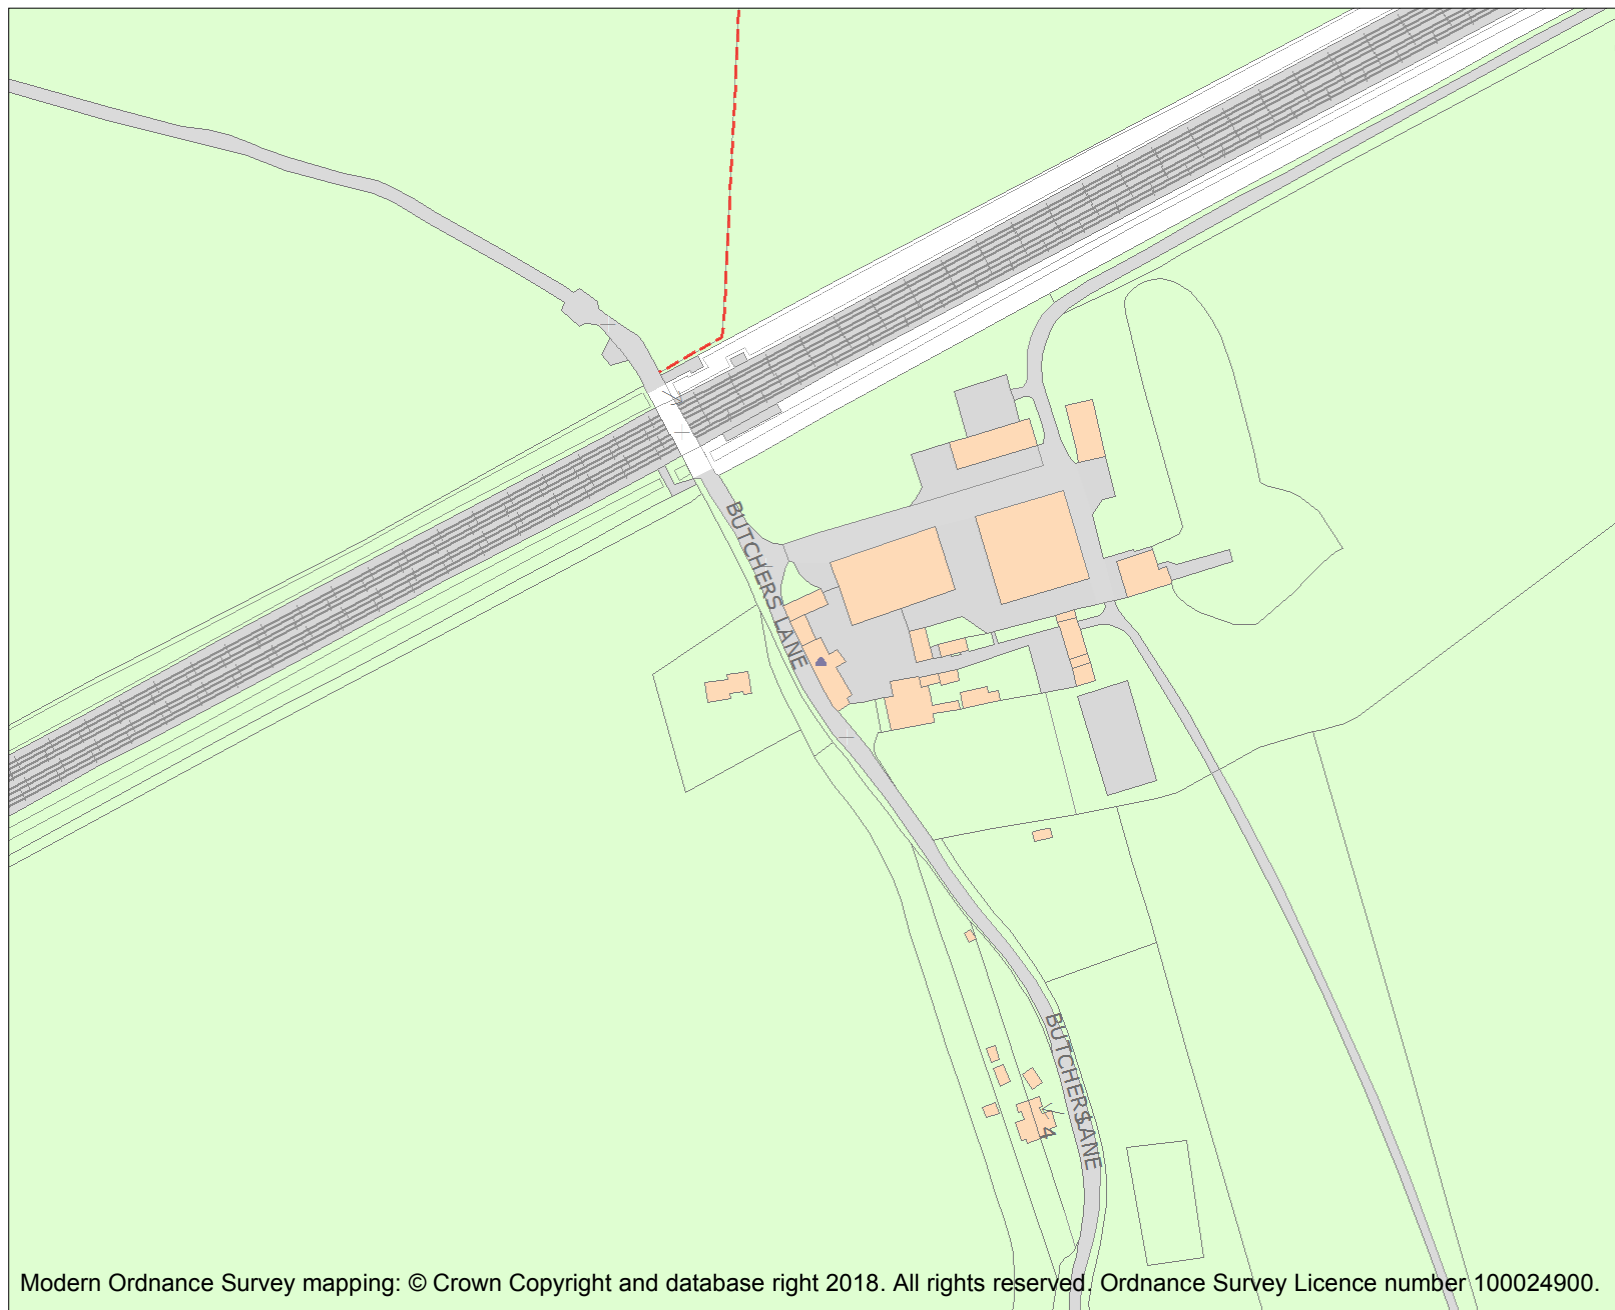 BUTCHERS LANE
BUTCHERS LANE
4
Modern Ordnance Survey mapping: © Crown Copyright and database right 2018. All rights reserved. Ordnance Survey Licence number 100024900.